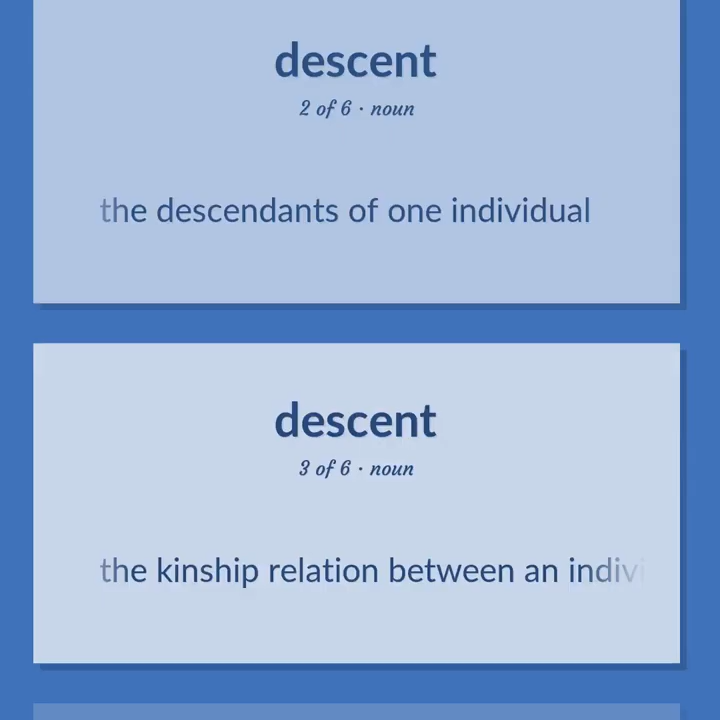 descent
2 of 6 · noun
the descendants of one individual
descent
3 of 6 · noun
the kinship relation between an